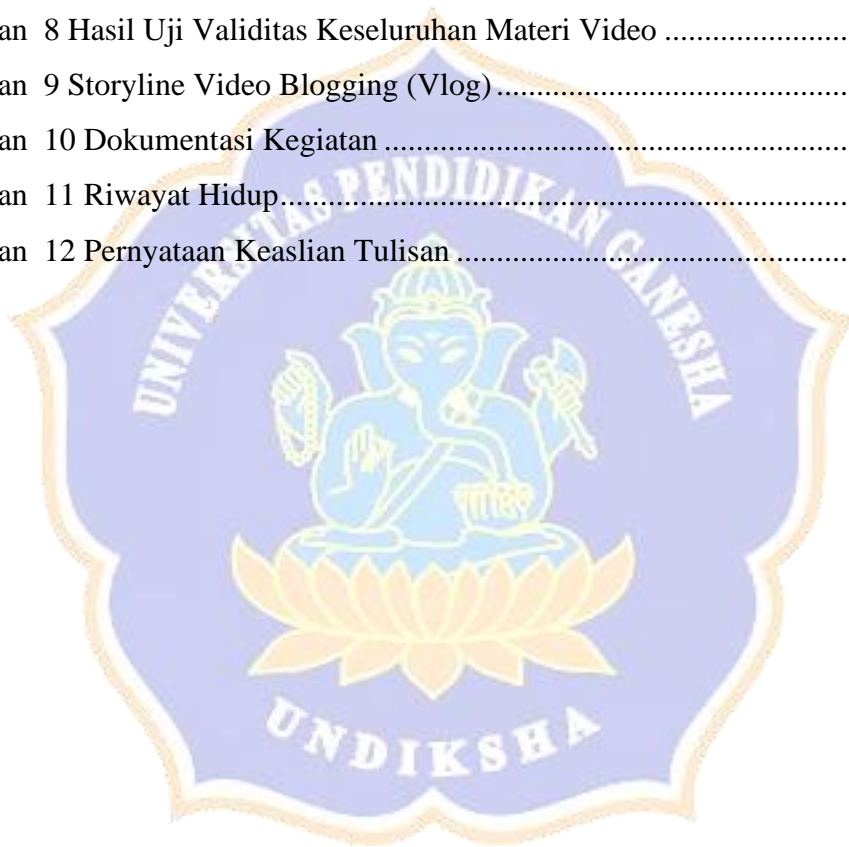 an 8 Hasil Uji Validitas Keseluruhan Materi Video .......................
an 9 Storyline Video Blogging (Vlog) ............................................
an 10 Dokumentasi Kegiatan ..........................................................
an 11 Riwayat Hidup.......................................................................
an 12 Pernyataan Keaslian Tulisan .................................................
UNIVERSITAS PENDIDIKAN GANESHA
UNDIKSHA